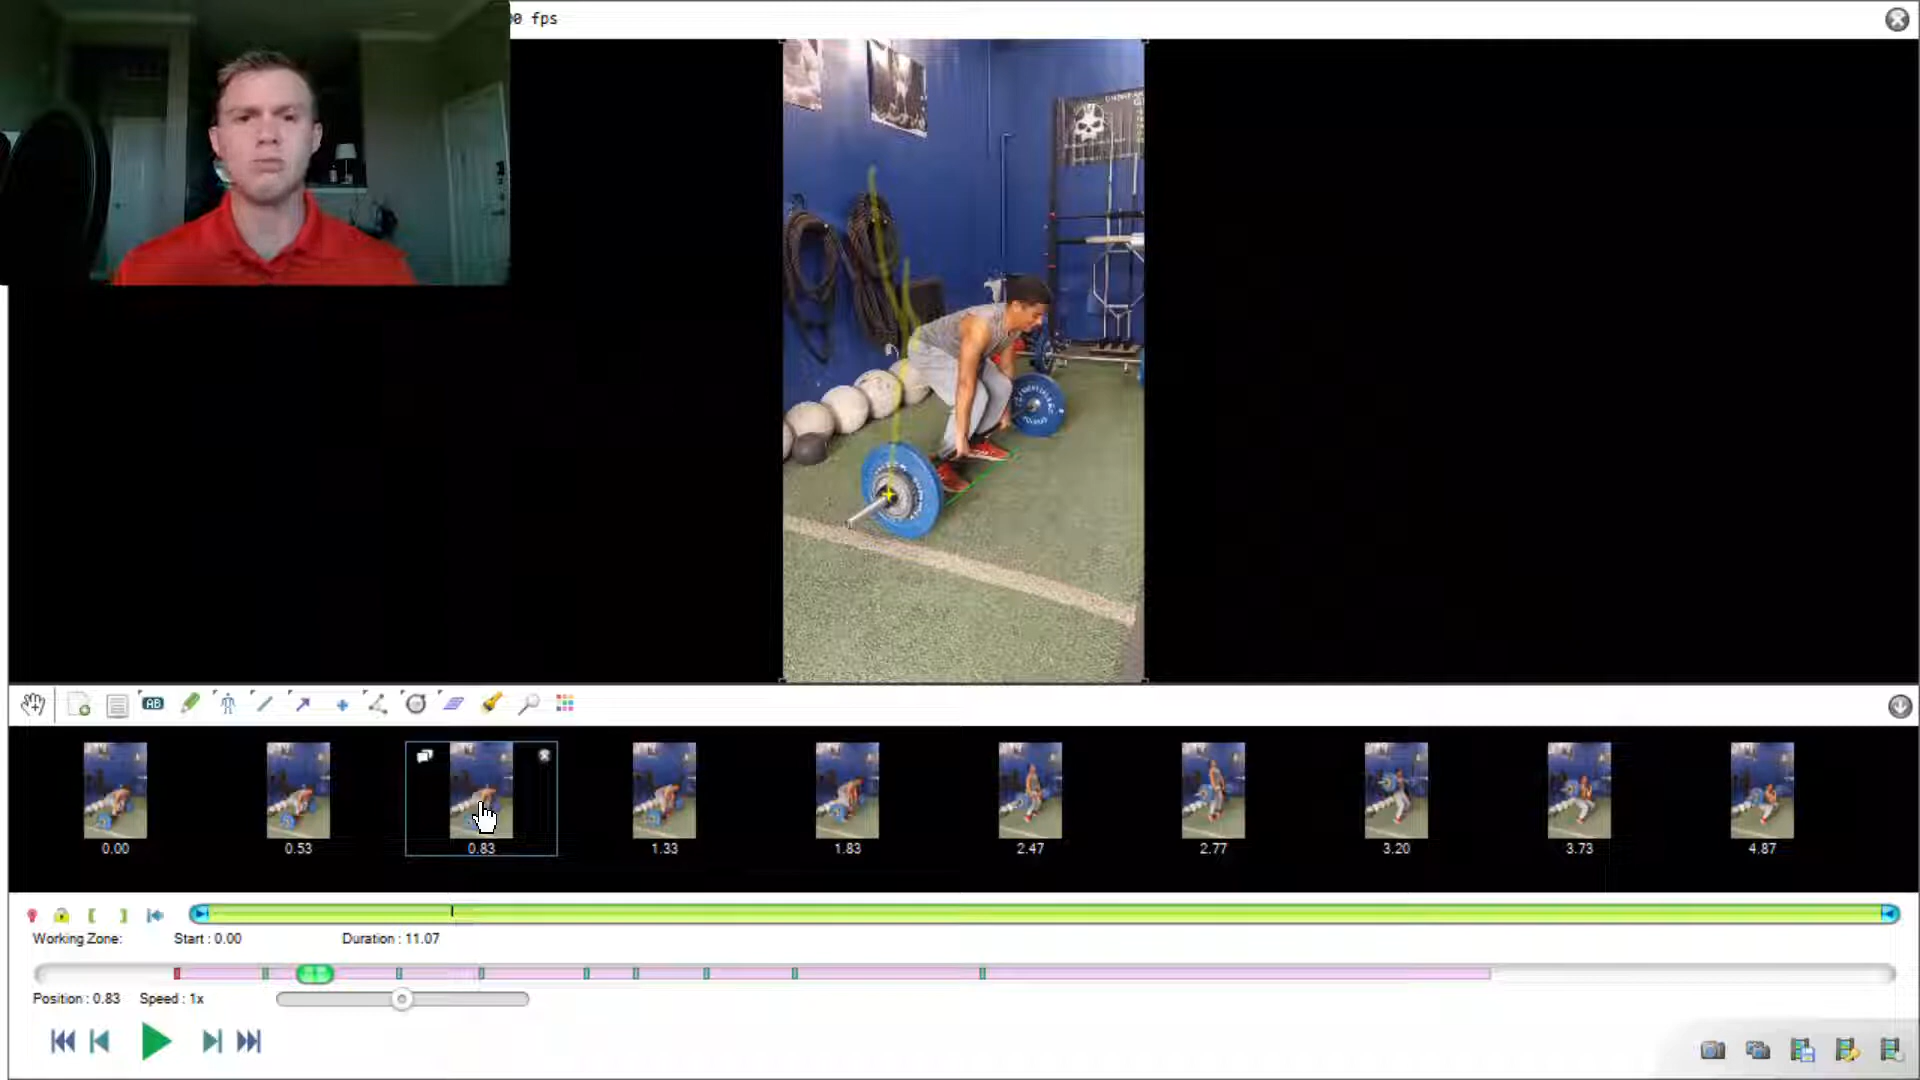 0 fps
AB
0.00
0.53
0.83
1.33
1.83
2.47
2.77
3.20
3.73
4.87
Working Zone:
Start : 0.00
Duration : 11.07
Position : 0.83
Speed : 1x